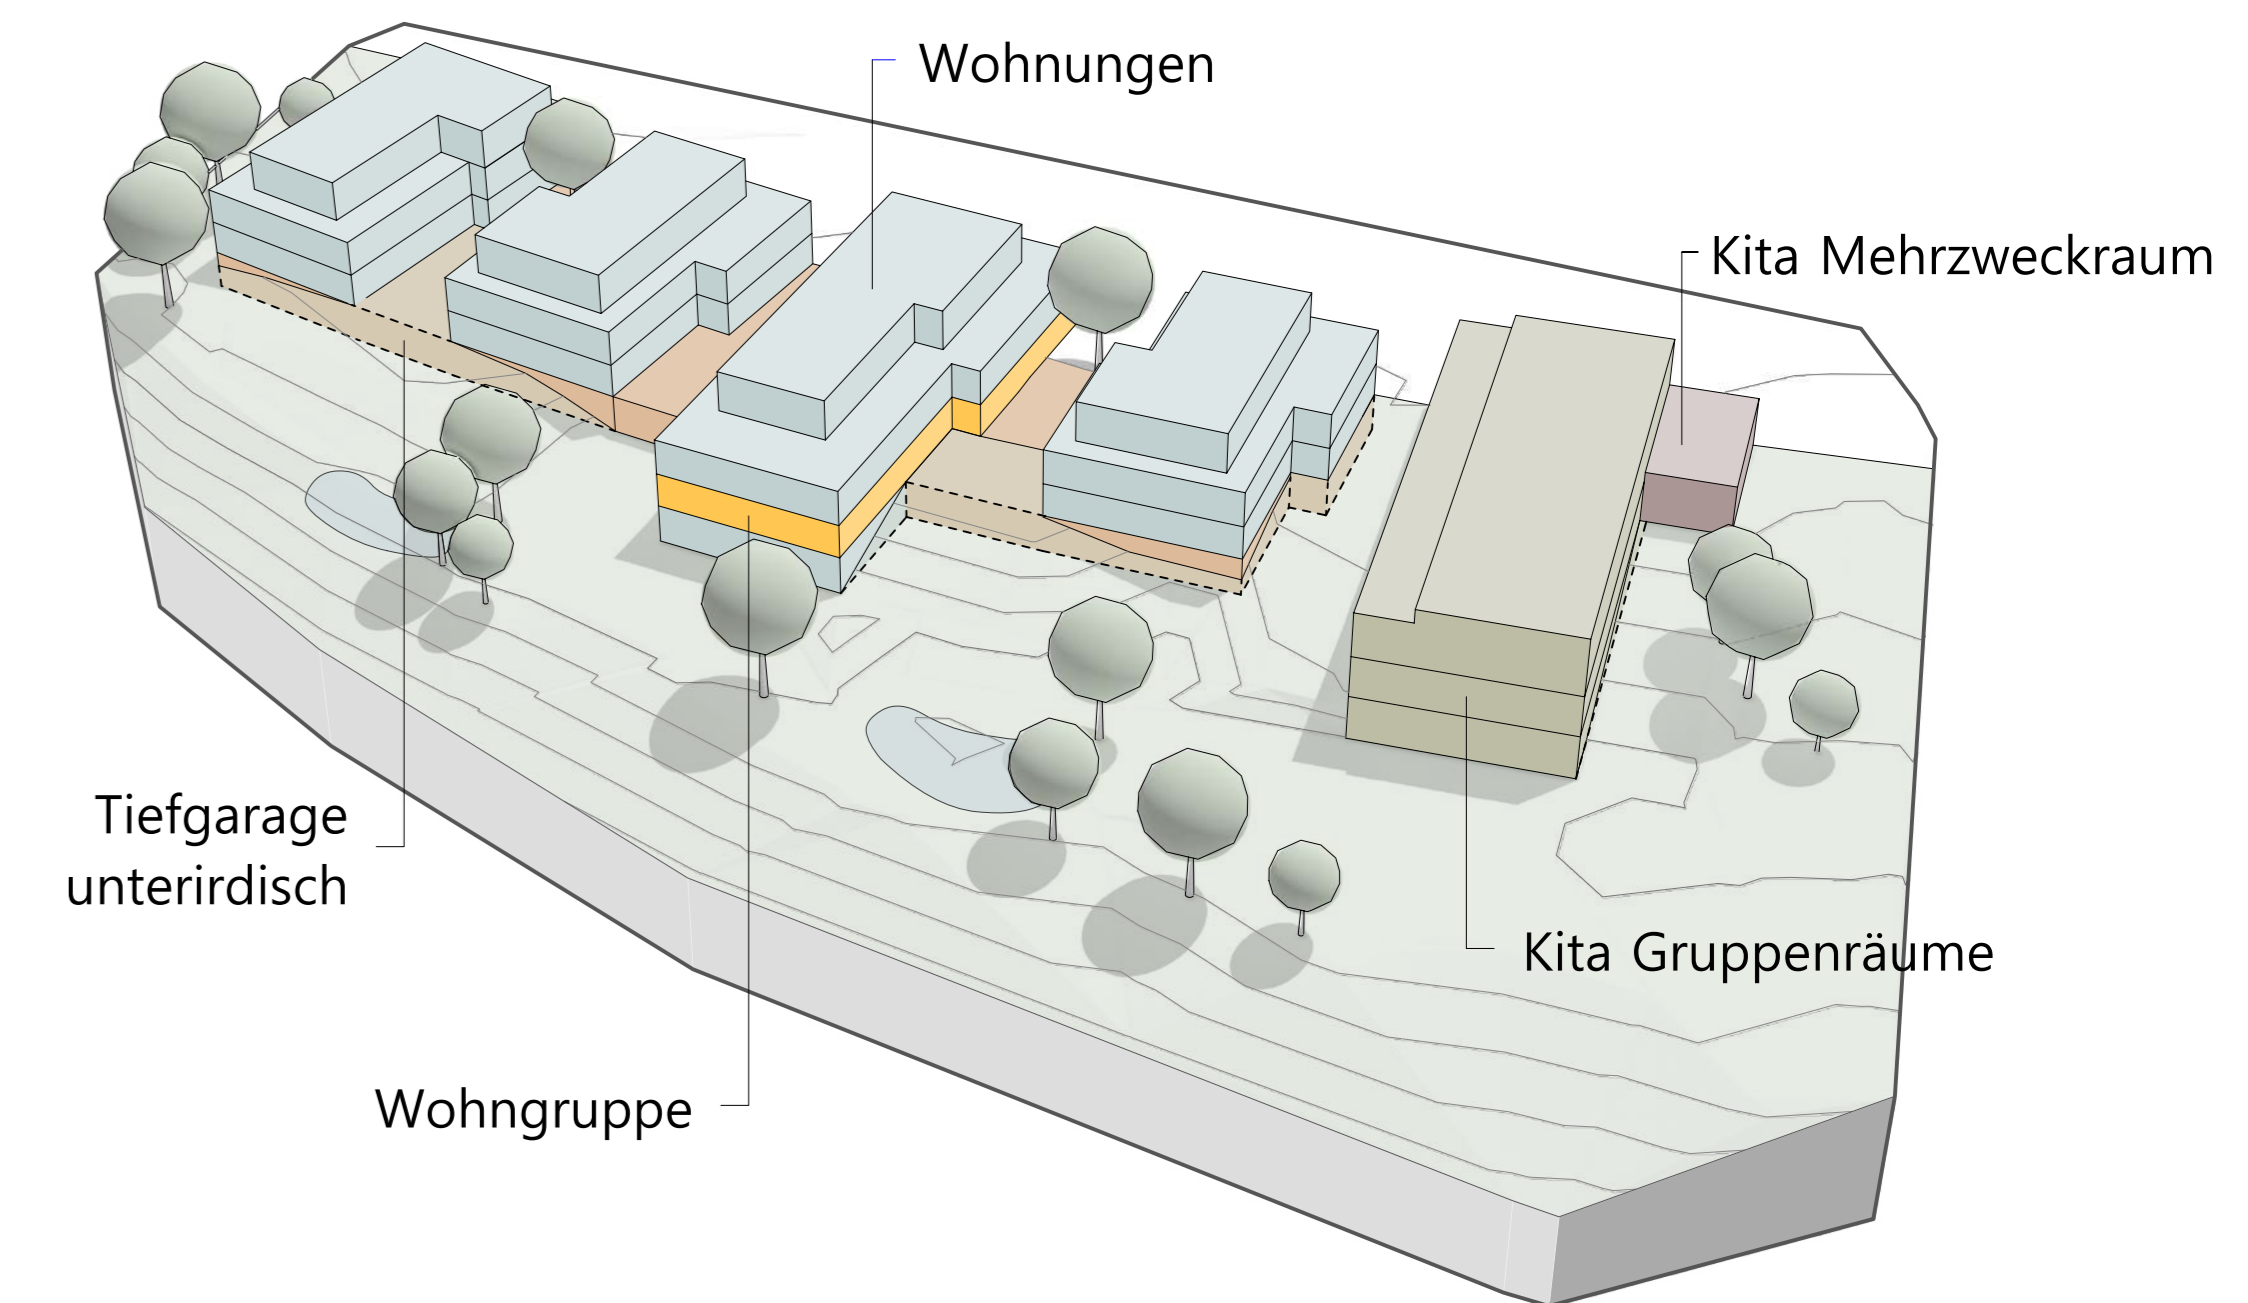 Wohnungen
Kita Mehrzweckraum
Tiefgarage
unterirdisch
Kita Gruppenräume
Wohngruppe